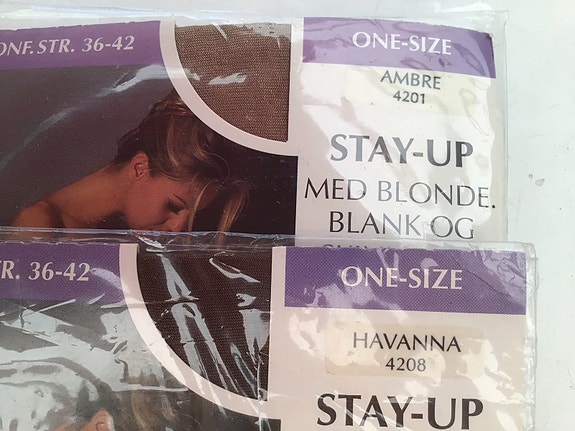 ONF. STR. 36-42
ONE-SIZE
AMBRE
4201
STAY-UP
MED BLONDE.
BLANK OG
R. 36-42
ONE-SIZE
HAVANNA
4208
STAY-UP